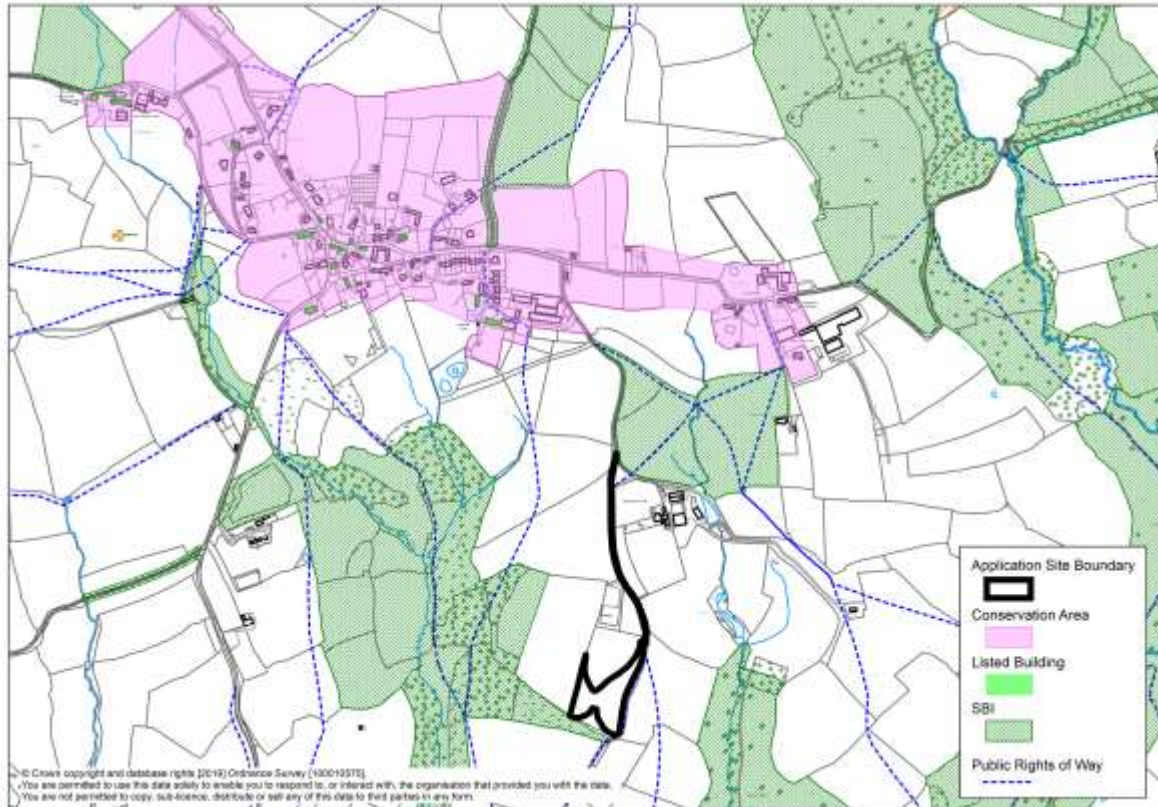 Application Site Boundary
Conservation Area
Listed Building
SBI
Public Rights of Way
© Crown copyright and database rights [2019] Ordnance Survey [100019575].
You are permitted to use this data solely to enable you to respond to, or interact with, the organisation that provided you with the data.
You are not permitted to copy, sub-licence, distribute or sell any of this data to third parties in any form.